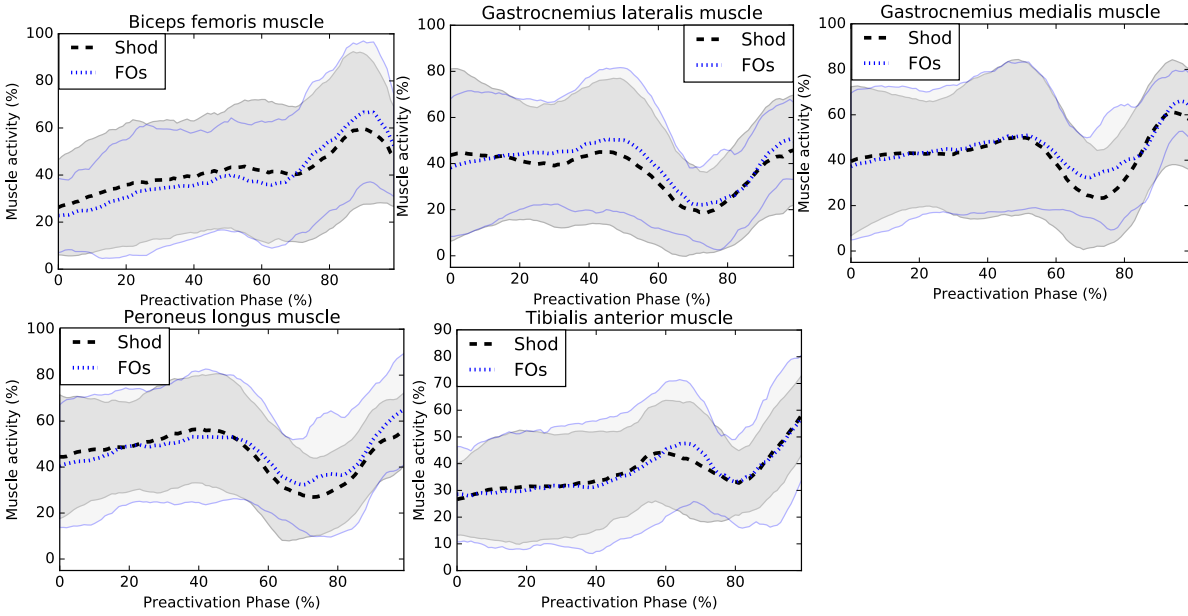 Biceps femoris muscle
Shod
FOs
Muscle activity (%)
100
80
60
40
20
0
0 20 40 60 80
Preactivation Phase (%)
Gastrocnemius lateralis muscle
Shod
FOs
Muscle activity (%)
100
80
60
40
20
0
0 20 40 60 80
Preactivation Phase (%)
Gastrocnemius medialis muscle
Shod
FOs
Muscle activity (%)
100
80
60
40
20
0
0 20 40 60 80
Preactivation Phase (%)
Peroneus longus muscle
Shod
FOs
Muscle activity (%)
100
80
60
40
20
0
0 20 40 60 80
Preactivation Phase (%)
Tibialis anterior muscle
Shod
FOs
Muscle activity (%)
90
80
70
60
50
40
30
20
10
0
0 20 40 60 80
Preactivation Phase (%)